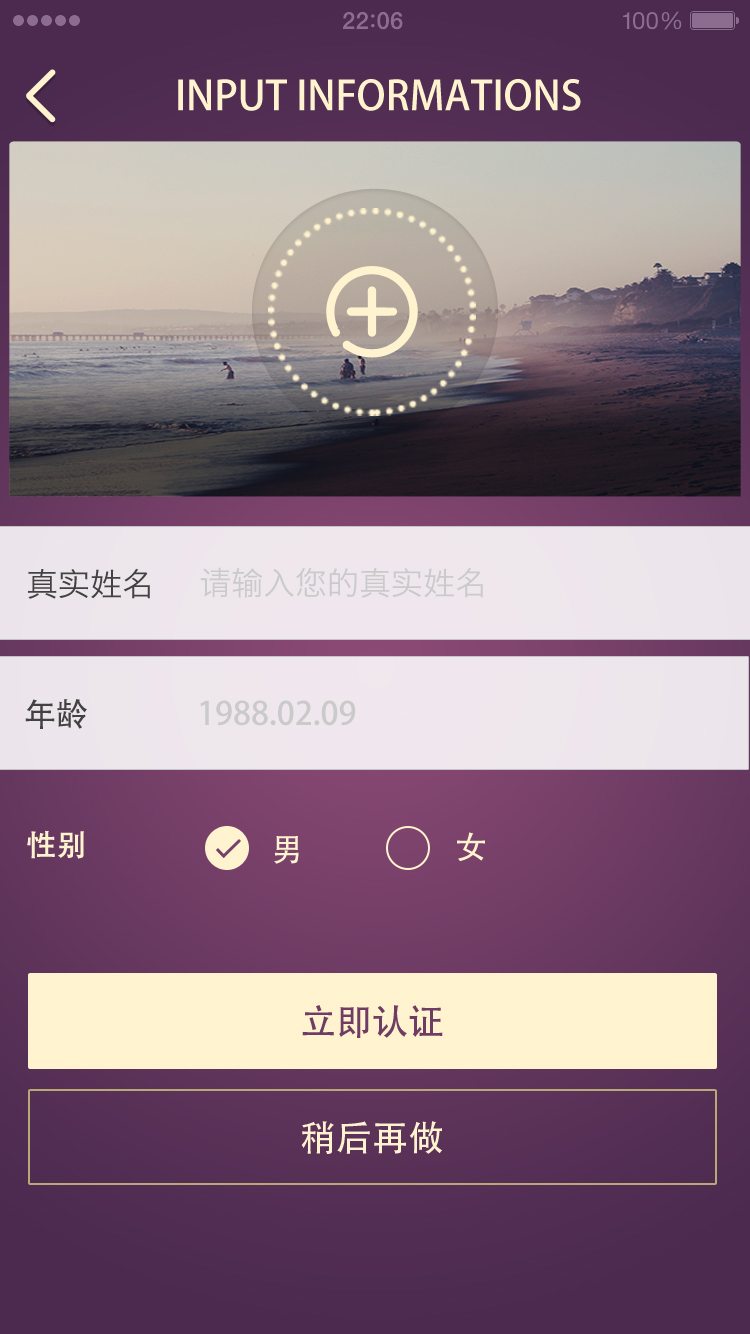 22:06
100%
INPUT INFORMATIONS
真实姓名 请输入您的真实姓名
年龄 1988.02.09
性别 男 女
立即认证
稍后再做